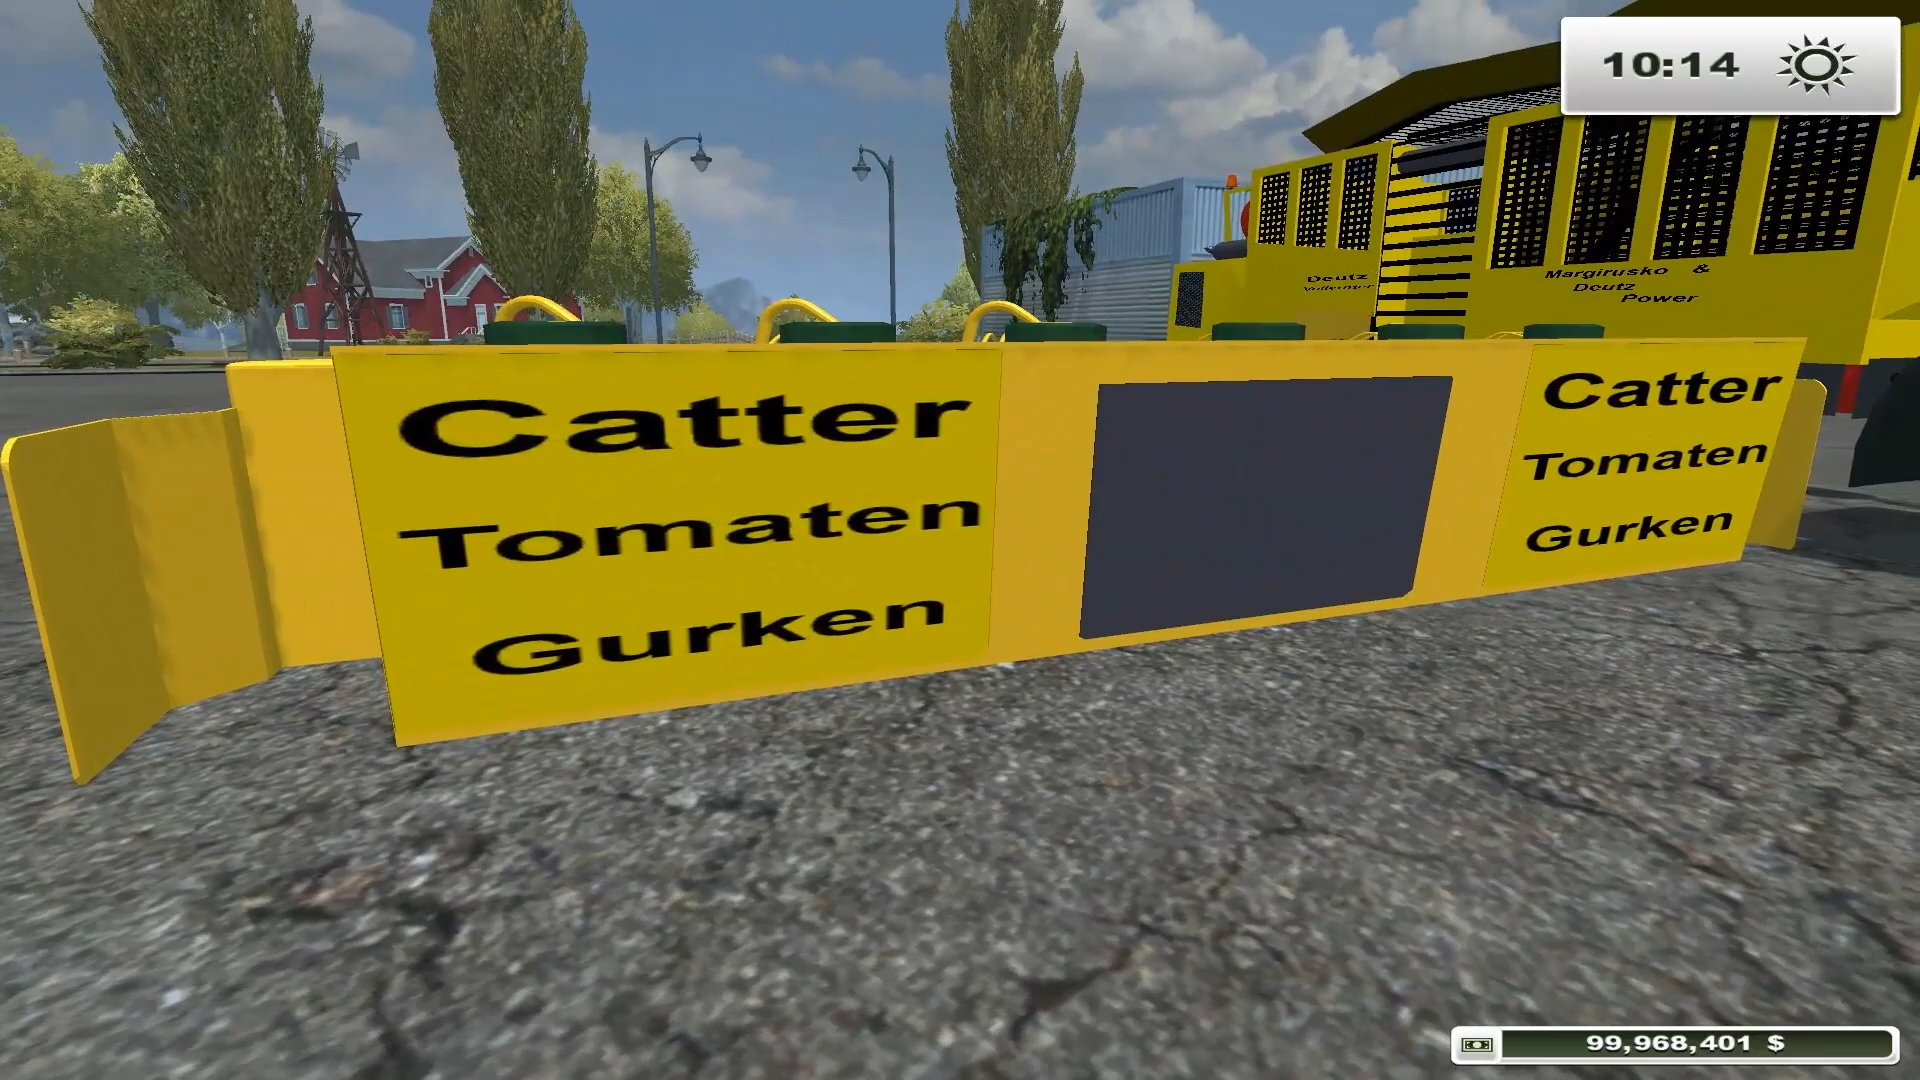 10:14
Deutz
Margirusko &
Deutz
Power
Catter
Tomaten
Gurken
Catter
Tomaten
Gurken
99,968,401 $